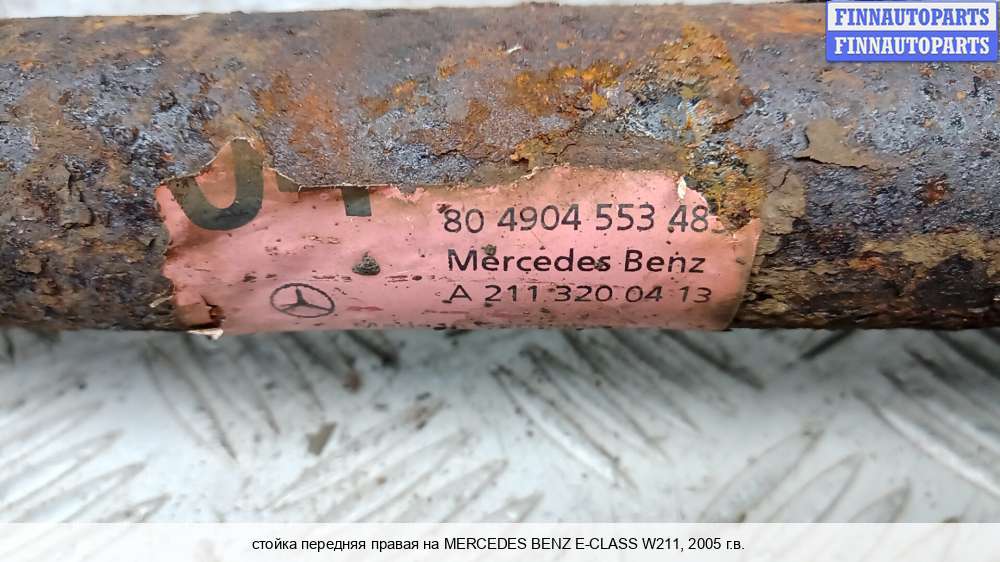 FINNAUTOPARTS
FINNAUTOPARTS
80 4904 553 483
Mercedes Benz
A 211 320 04 13
стойка передняя правая на MERCEDES BENZ E-CLASS W211, 2005 г.в.